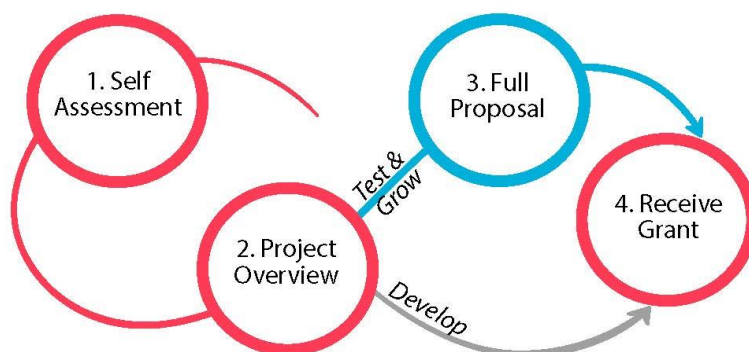 1. Self
Assessment
2. Project
Overview
Test &
Grow
3. Full
Proposal
Develop
4. Receive
Grant